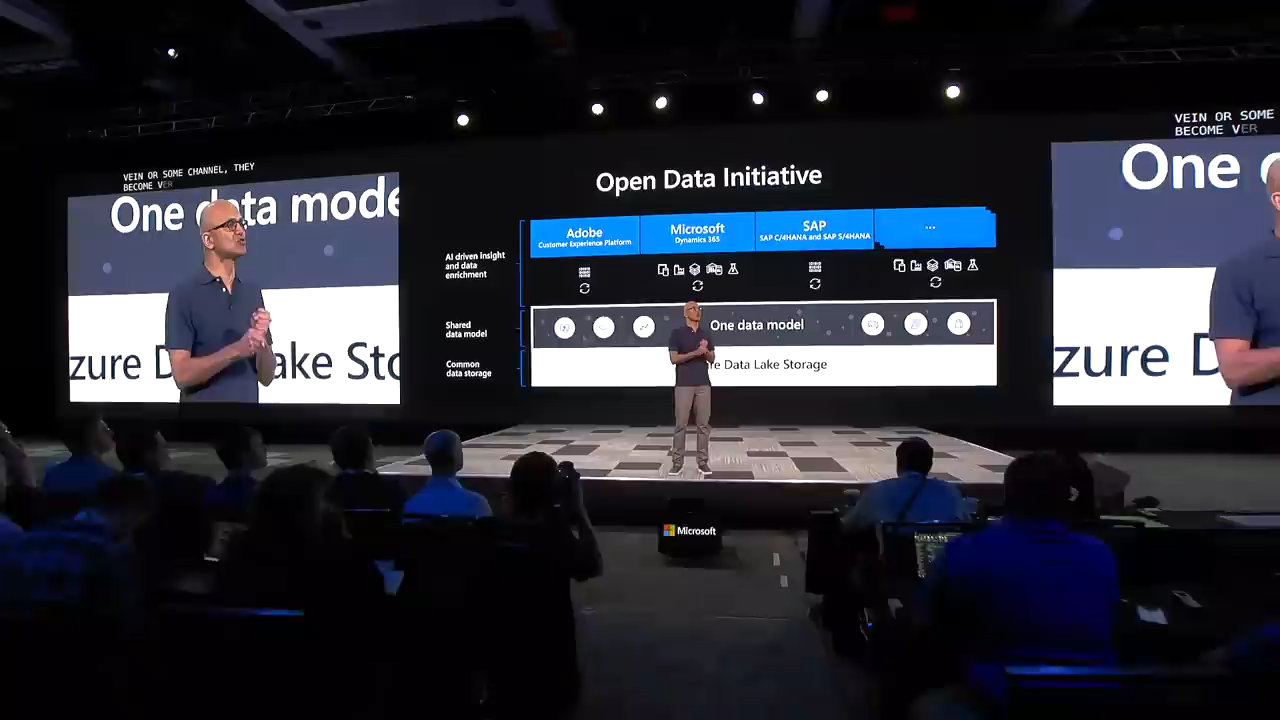 VEIN OR SOME CHANNEL, THEY
BECOME VER
One data mode
zure D ake Sto
Open Data Initiative
Adobe
Customer Experience Platform
Microsoft
Dynamics 365
SAP
SAP C/4HANA and SAP S/4HANA
...
AI driven insight
and data
enrichment
Shared
data model
One data model
Common
data storage
re Data Lake Storage
VEIN OR SOME
BECOME VER
One
zure D
Microsoft